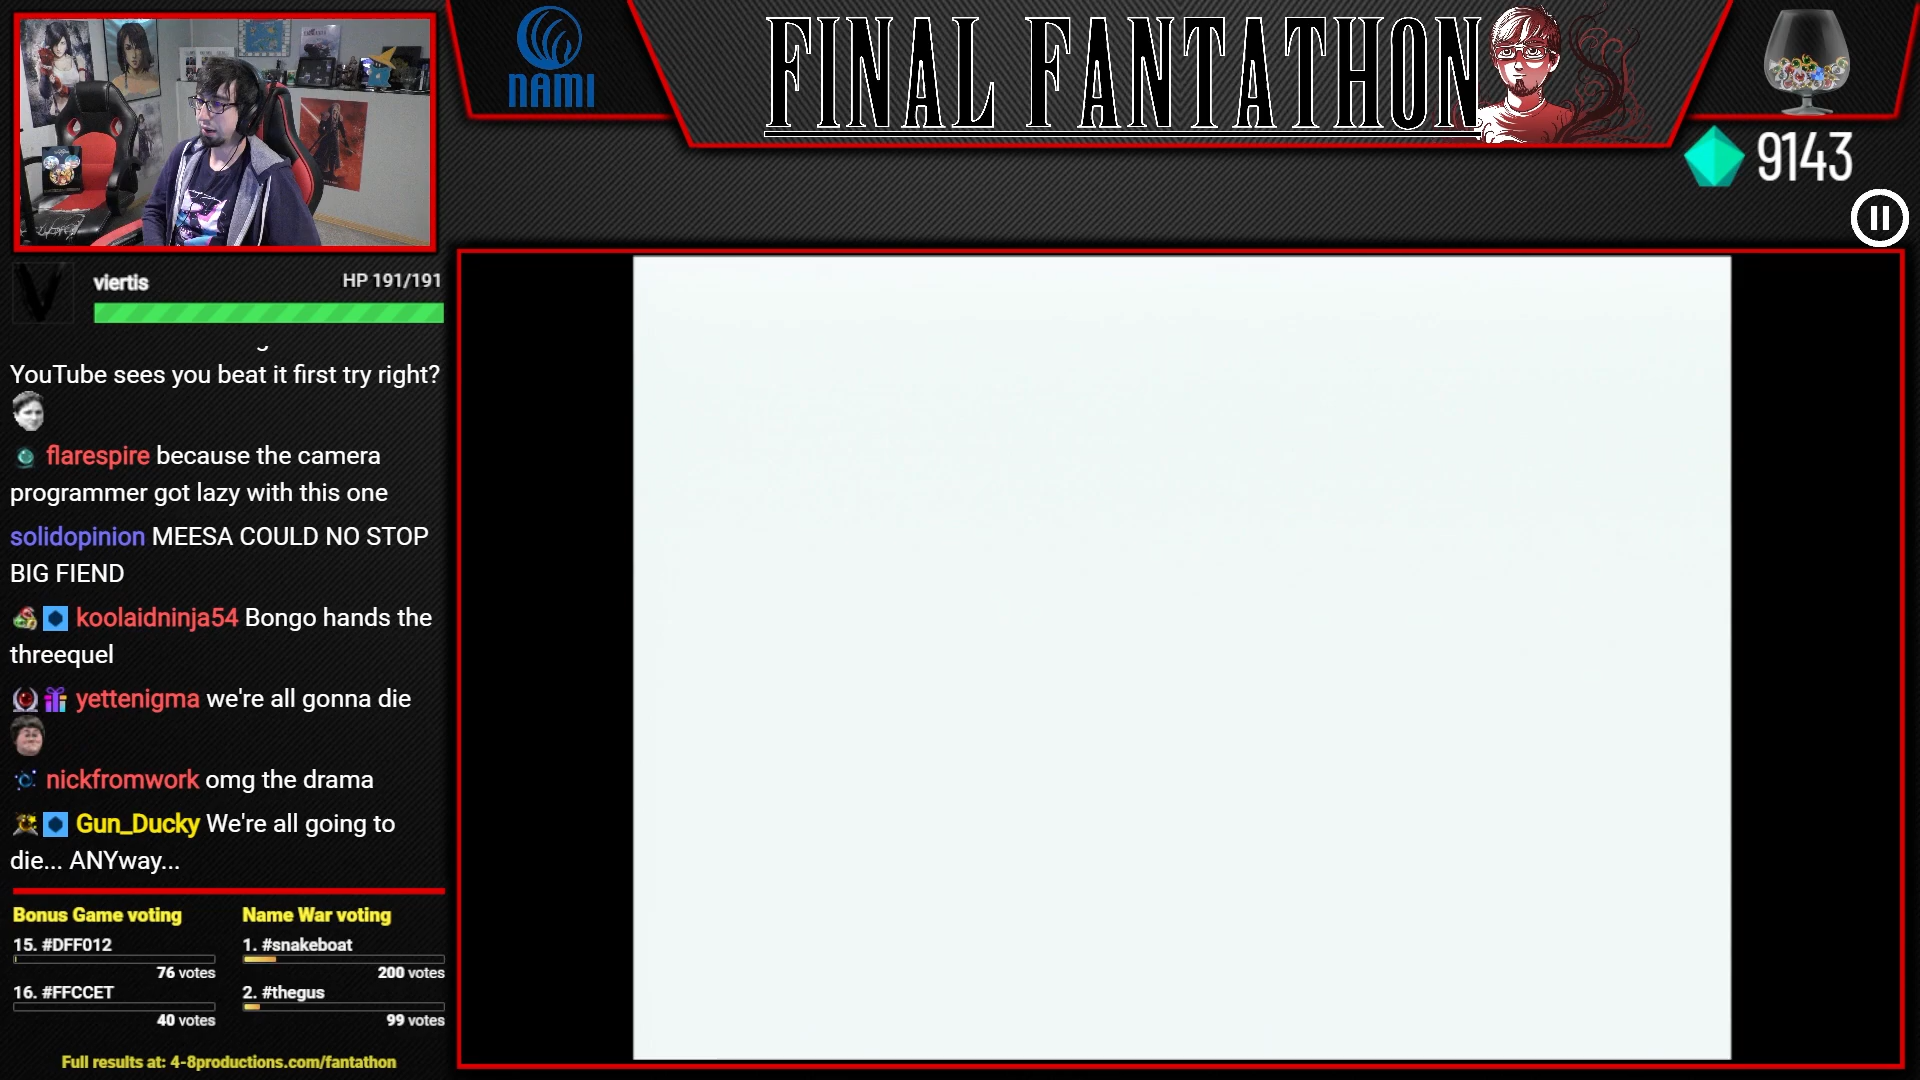 NAMI
FINAL FANTATHON
9143
viertis
HP 191/191
YouTube sees you beat it first try right?
flarespire because the camera
programmer got lazy with this one
solidopinion MEESA COULD NO STOP
BIG FIEND
koolaidninja54 Bongo hands the
threequel
yettenigma we're all gonna die
nickfromwork omg the drama
Gun_Ducky We're all going to
die... ANYway...
Bonus Game voting
15. #DFF012
76 votes
16. #FFCCET
40 votes
Name War voting
1. #snakeboat
200 votes
2. #thegus
99 votes
Full results at: 4-8productions.com/fantathon